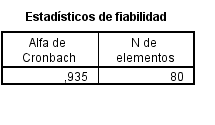 Estadísticos de fiabilidad
Alfa de Cronbach
N de elementos
,935
80